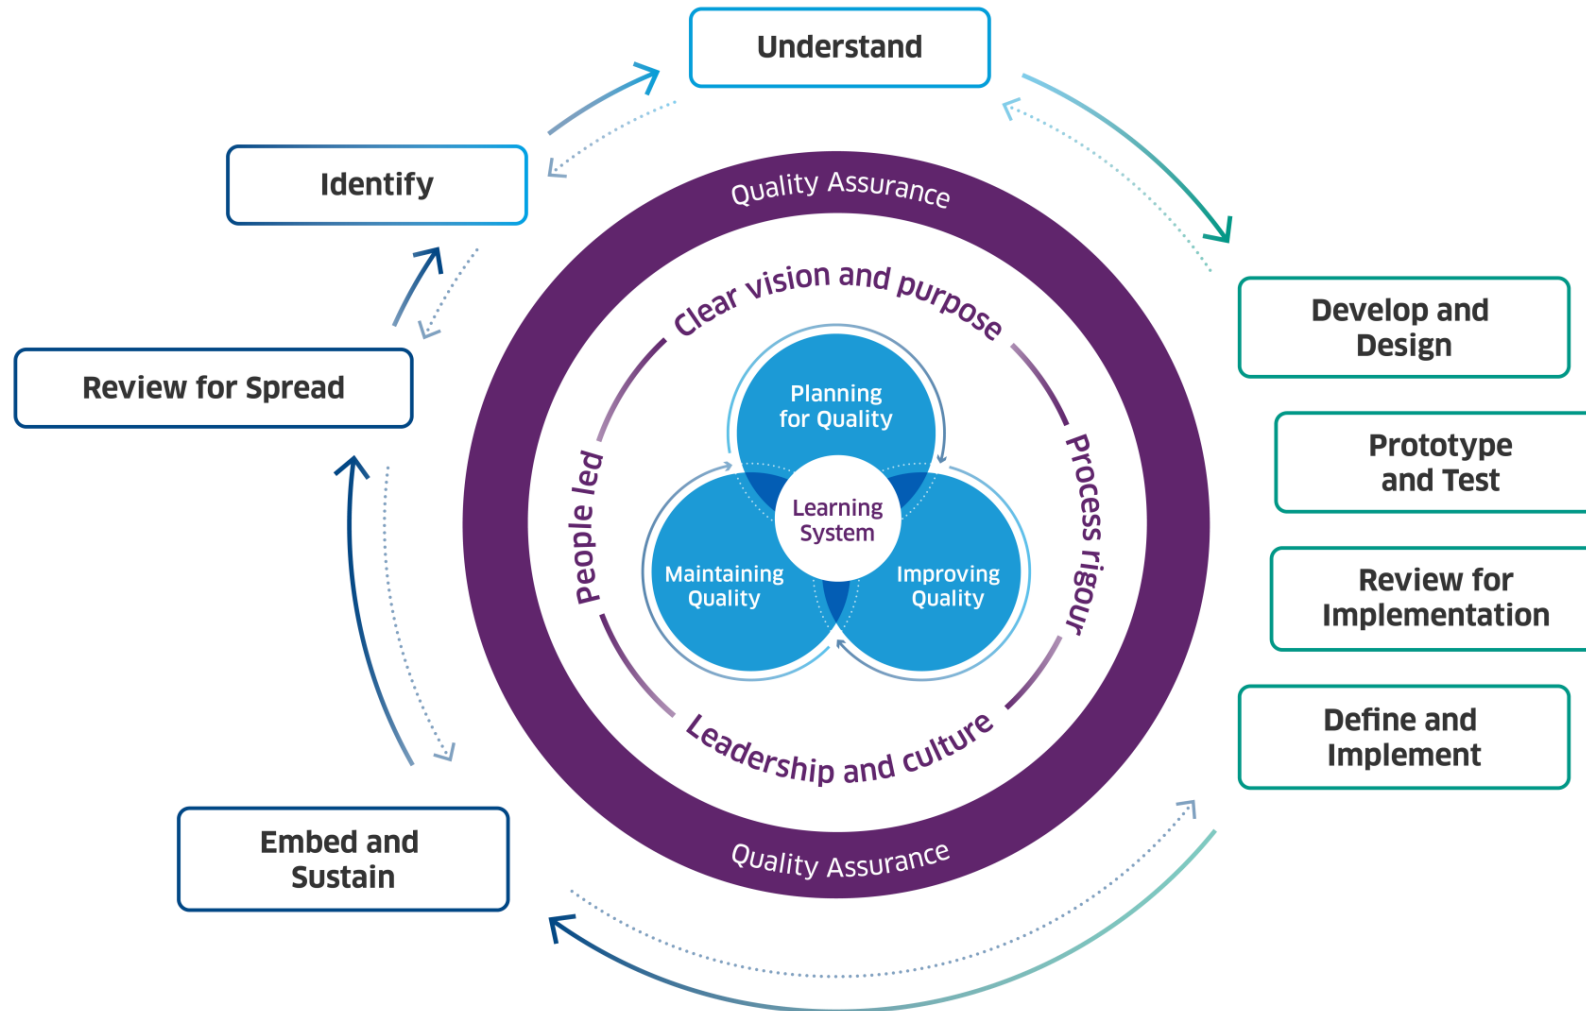 Understand
Identify
Review for Spread
Embed and
Sustain
Develop and
Design
Prototype
and Test
Review for
Implementation
Define and
Implement
Quality Assurance
Clear vision and purpose
Process rigour
Leadership and culture
People led
Planning
for Quality
Learning
System
Maintaining
Quality
Improving
Quality
Quality Assurance